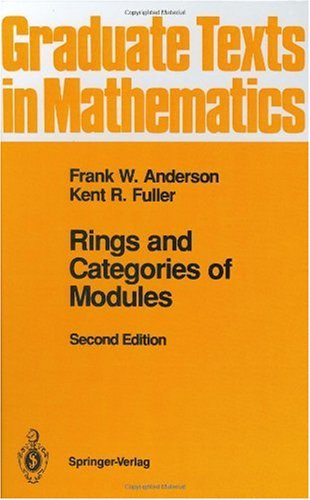 Graduate Texts
in Mathematics
Frank W. Anderson
Kent R. Fuller
Rings and
Categories of
Modules
Second Edition
Springer-Verlag